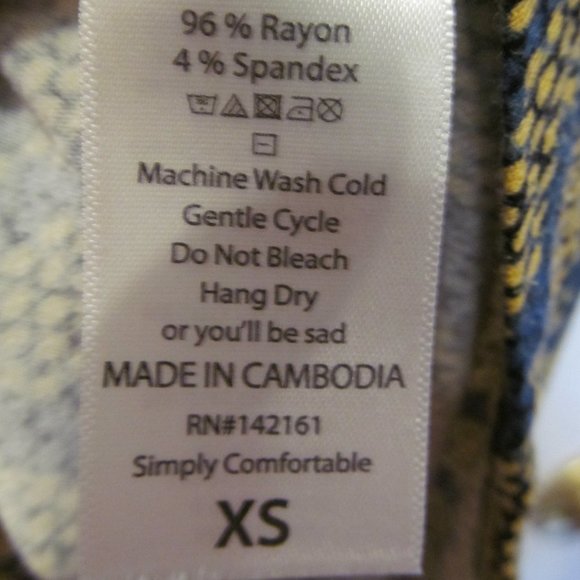 96 % Rayon
4 % Spandex
Machine Wash Cold
Gentle Cycle
Do Not Bleach
Hang Dry
or you'll be sad
MADE IN CAMBODIA
RN#142161
Simply Comfortable
XS